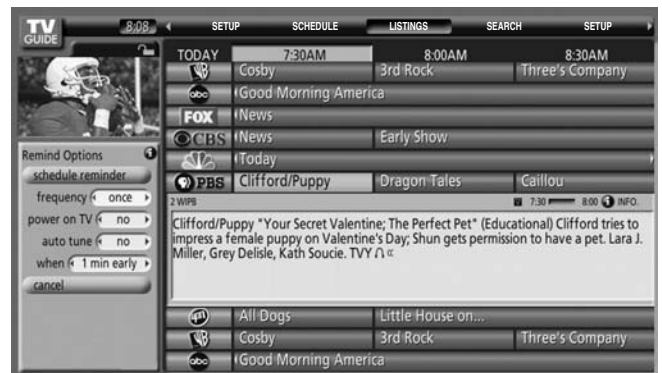 TV GUIDE
8:08
SETUP SCHEDULE LISTINGS SEARCH SETUP
TODAY 7:30AM 8:00AM 8:30AM
WB Cosby 3rd Rock Three's Company
abc Good Morning America
FOX News
CBS News Early Show
Today
PBS Clifford/Puppy Dragon Tales Caillou
Remind Options
schedule reminder
frequency once
power on TV no
auto tune no
when 1 min early
cancel
2 WIPB 7:30 8:00 INFO.
Clifford/Puppy "Your Secret Valentine; The Perfect Pet" (Educational) Clifford tries to
impress a female puppy on Valentine's Day; Shun gets permission to have a pet. Lara J.
Miller, Grey Delisle, Kath Soucie. TVY
All Dogs Little House on...
WB Cosby 3rd Rock Three's Company
abc Good Morning America